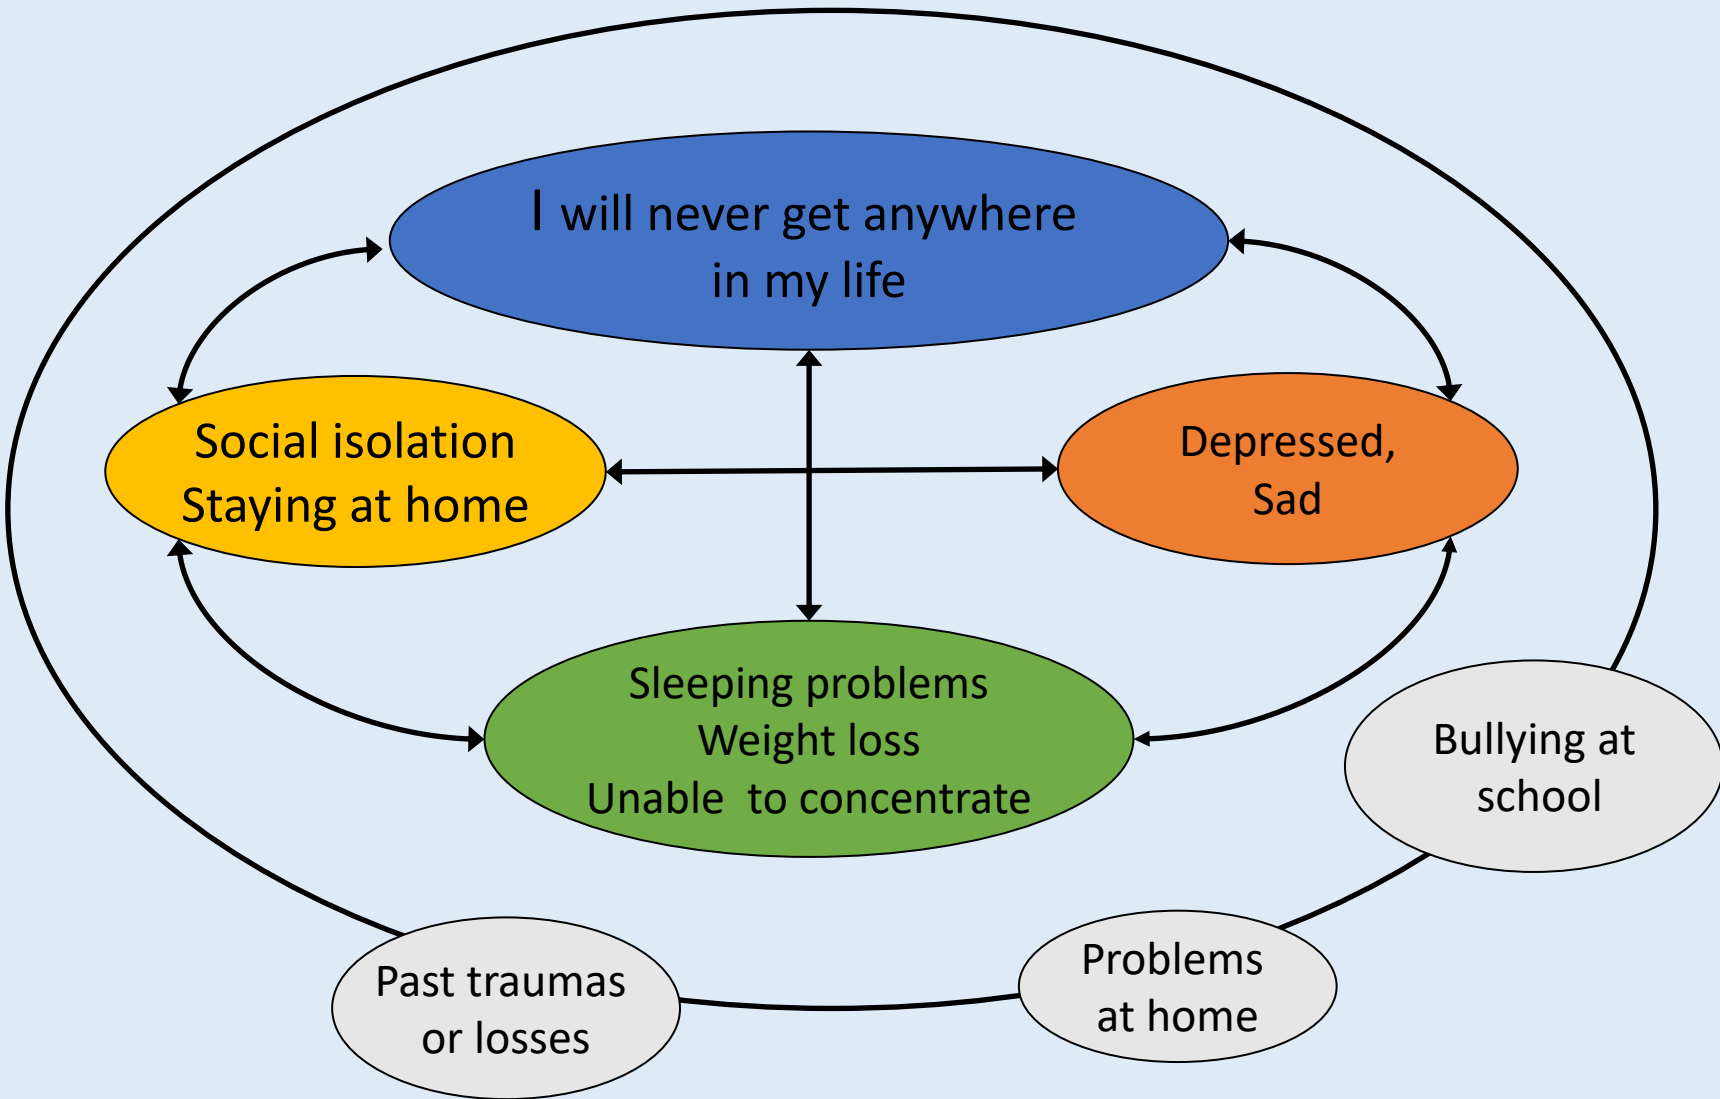 I will never get anywhere
in my life
Social isolation
Staying at home
Depressed,
Sad
Sleeping problems
Weight loss
Unable  to concentrate
Bullying at
school
Past traumas
or losses
Problems
at home